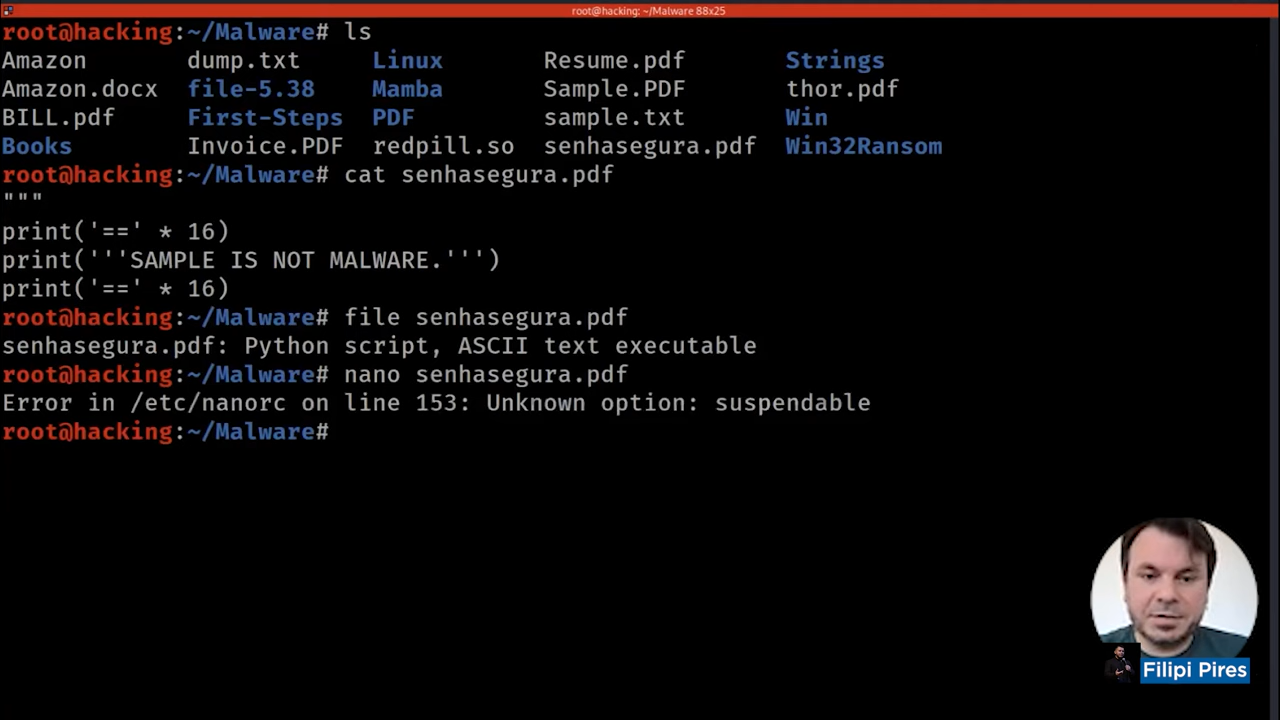 root@hacking: ~/Malware 88x25
root@hacking:~/Malware# ls
Amazon dump.txt Linux Resume.pdf Strings
Amazon.docx file-5.38 Mamba Sample.PDF thor.pdf
BILL.pdf First-Steps PDF sample.txt Win
Books Invoice.PDF redpill.so senhasegura.pdf Win32Ransom
root@hacking:~/Malware# cat senhasegura.pdf
"""
print('==' * 16)
print('''SAMPLE IS NOT MALWARE.''')
print('==' * 16)
root@hacking:~/Malware# file senhasegura.pdf
senhasegura.pdf: Python script, ASCII text executable
root@hacking:~/Malware# nano senhasegura.pdf
Error in /etc/nanorc on line 153: Unknown option: suspendable
root@hacking:~/Malware#
Filipi Pires